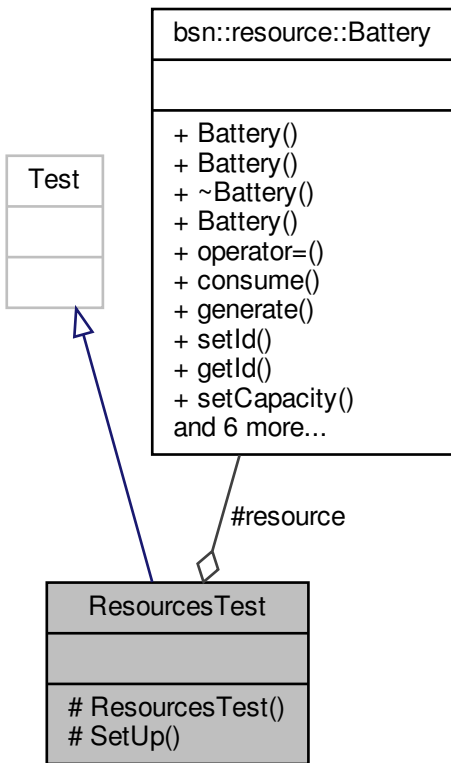 bsn::resource::Battery
+ Battery()
+ Battery()
+ ~Battery()
+ Battery()
+ operator=()
+ consume()
+ generate()
+ setId()
+ getId()
+ setCapacity()
and 6 more...
Test
#resource
ResourcesTest
# ResourcesTest()
# SetUp()